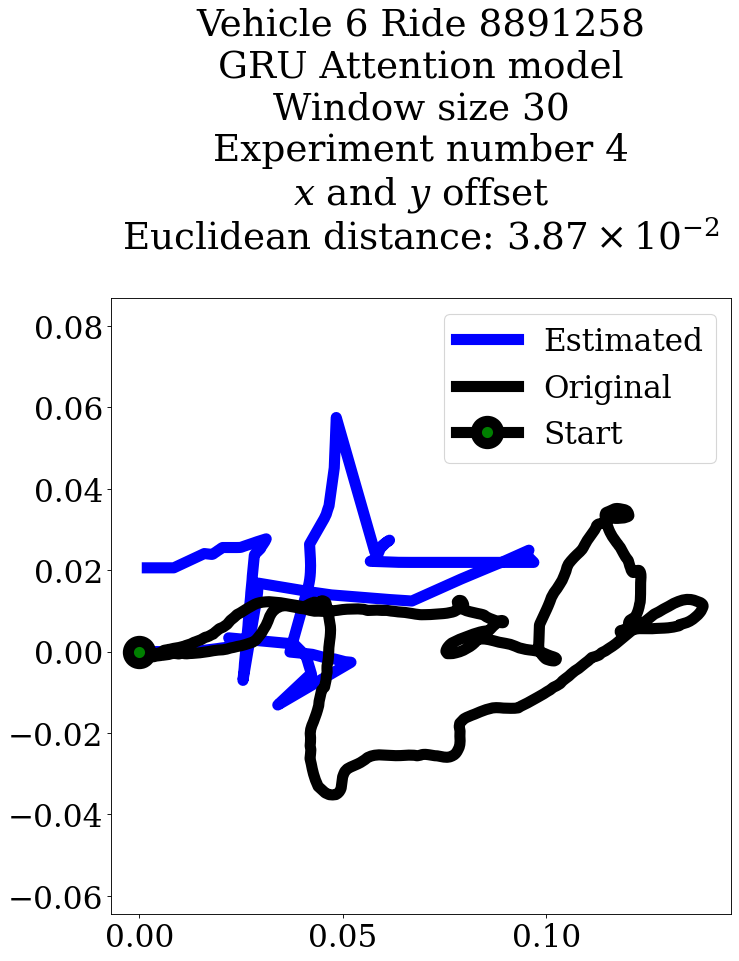 Vehicle 6 Ride 8891258
GRU Attention model
Window size 30
Experiment number 4
x and y offset
Euclidean distance: 3.87 × 10⁻²
Estimated
Original
Start
0.08
0.06
0.04
0.02
0.00
−0.02
−0.04
−0.06
0.00 0.05 0.10